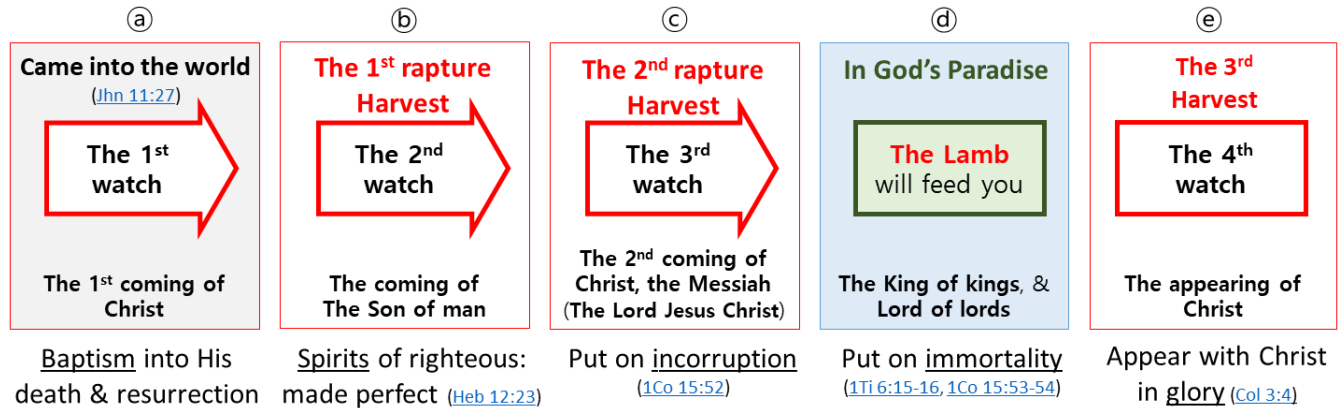 ⓐ
Came into the world
(Jhn 11:27)
The 1st
watch
The 1st coming of
Christ
Baptism into His
death & resurrection
ⓑ
The 1st rapture
Harvest
The 2nd
watch
The coming of
The Son of man
Spirits of righteous:
made perfect (Heb 12:23)
ⓒ
The 2nd rapture
Harvest
The 3rd
watch
The 2nd coming of
Christ, the Messiah
(The Lord Jesus Christ)
Put on incorruption
(1Co 15:52)
ⓓ
In God’s Paradise
The Lamb
will feed you
The King of kings, &
Lord of lords
Put on immortality
(1Ti 6:15-16, 1Co 15:53-54)
ⓔ
The 3rd
Harvest
The 4th
watch
The appearing of
Christ
Appear with Christ
in glory (Col 3:4)